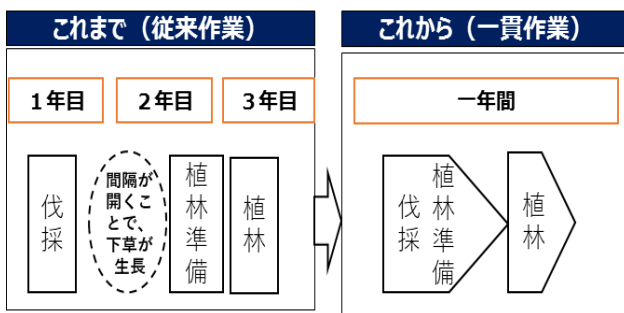 これまで（従来作業）
１年目
２年目
３年目
伐採
間隔が
開くこ
とで、
下草が
生長
植林準備
植林
これから（一貫作業）
一年間
伐採
植林準備
植林